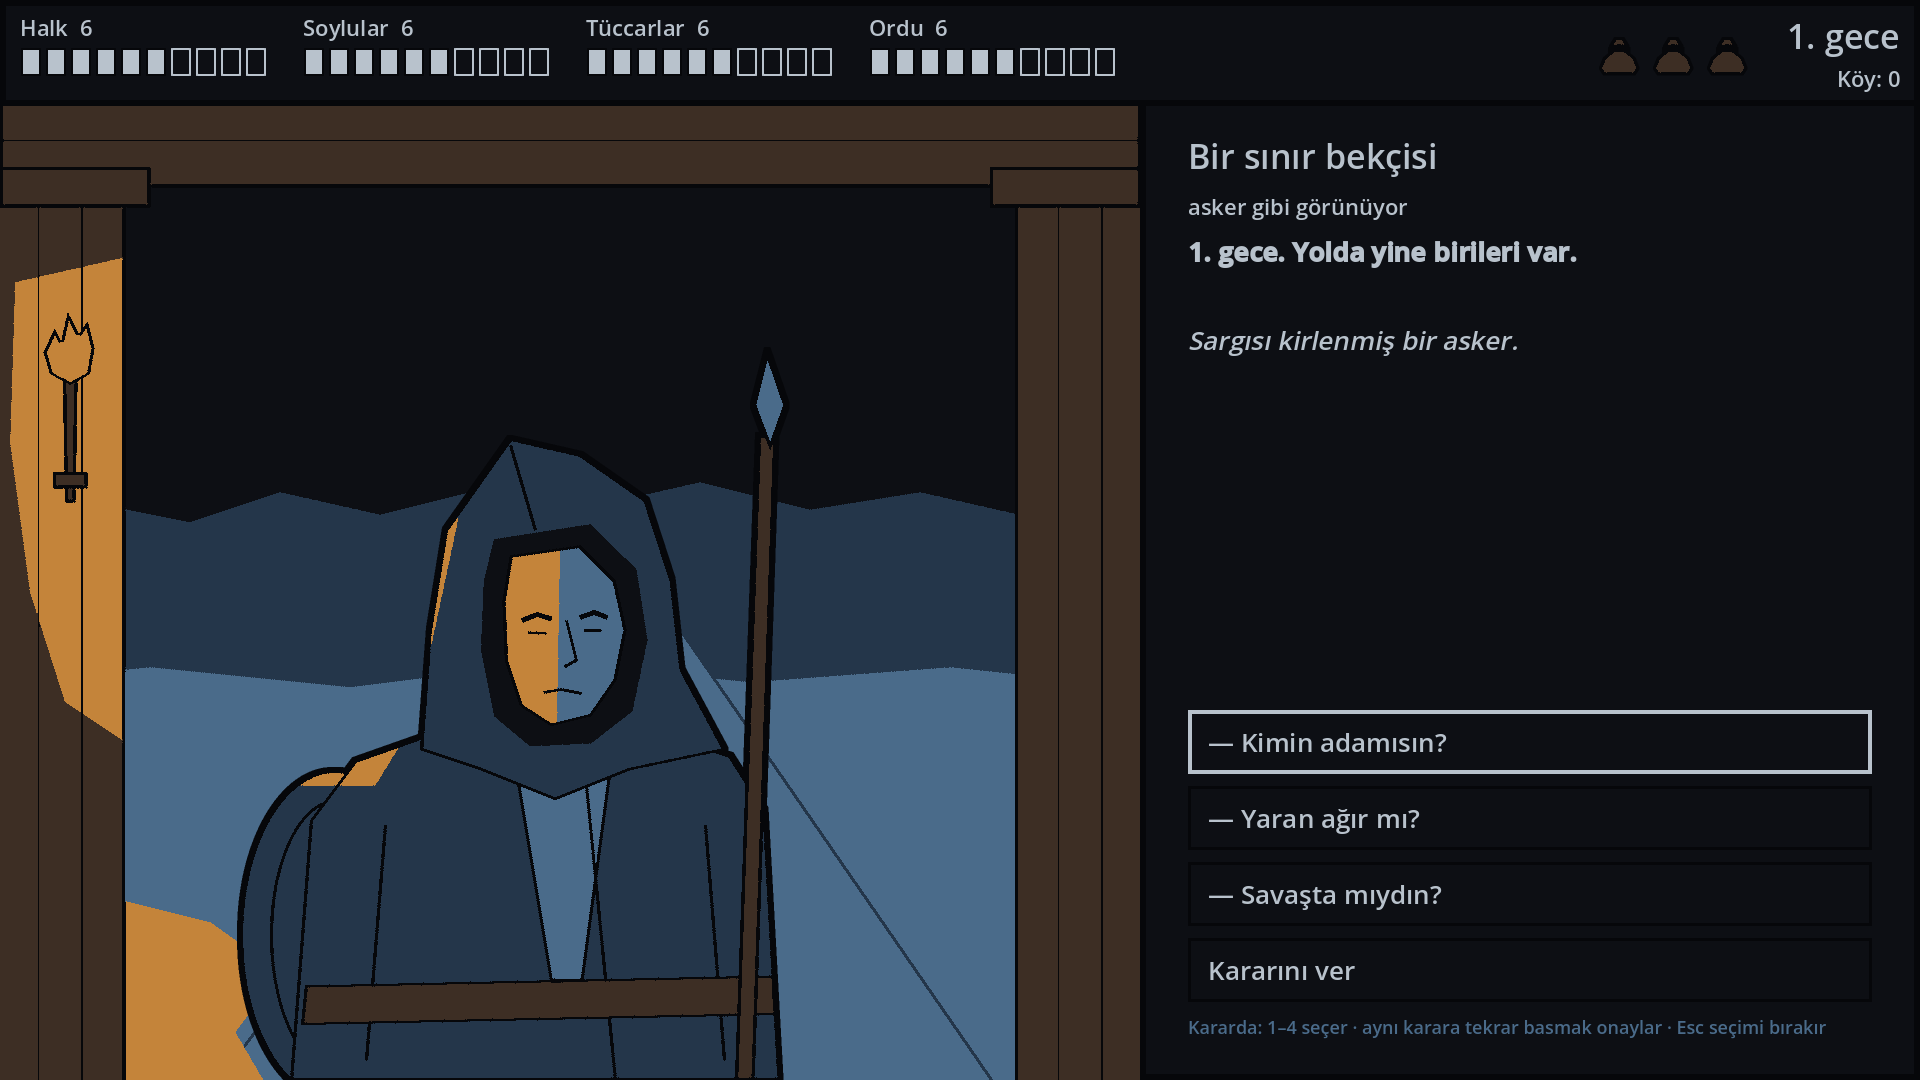 Halk 6
Soylular 6
Tüccarlar 6
Ordu 6
1. gece
Köy: 0
Bir sınır bekçisi
asker gibi görünüyor
1. gece. Yolda yine birileri var.
Sargısı kirlenmiş bir asker.
— Kimin adamısın?
— Yaran ağır mı?
— Savaşta mıydın?
Kararını ver
Kararda: 1–4 seçer · aynı karara tekrar basmak onaylar · Esc seçimi bırakır